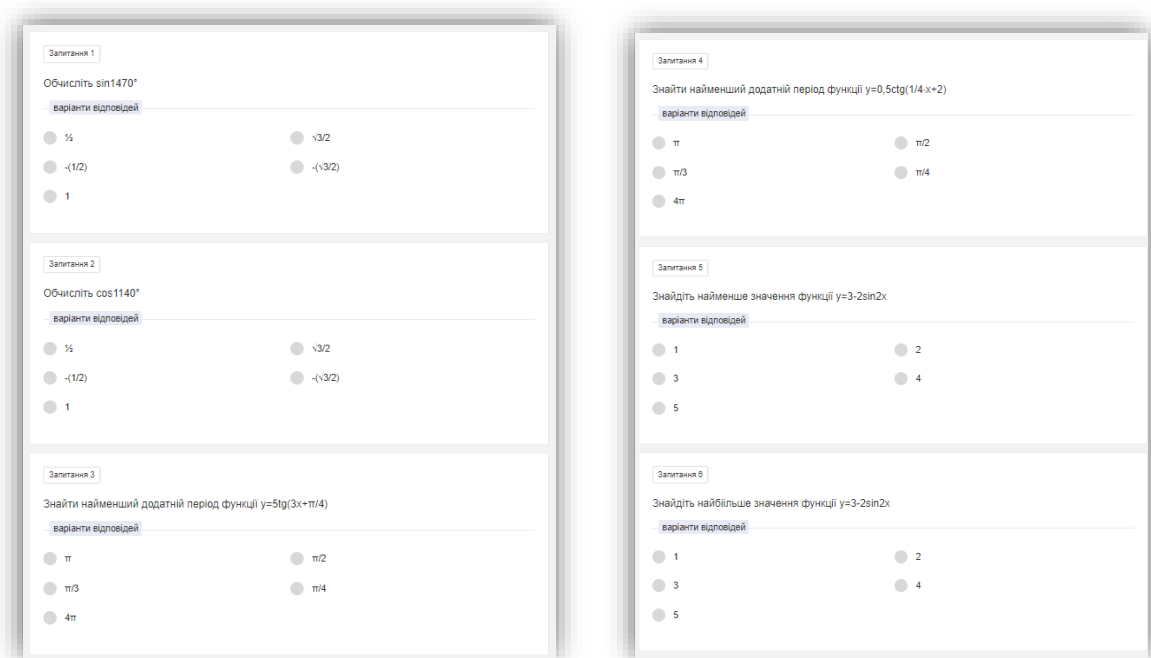 Запитання 1
Обчисліть sin1470°
варіанти відповідей
½
√3/2
-(1/2)
-(√3/2)
1
Запитання 2
Обчисліть cos1140°
варіанти відповідей
½
√3/2
-(1/2)
-(√3/2)
1
Запитання 3
Знайти найменший додатній період функції y=5tg(3x+π/4)
варіанти відповідей
π
π/2
π/3
π/4
4π
Запитання 4
Знайти найменший додатній період функції y=0,5ctg(1/4·x+2)
варіанти відповідей
π
π/2
π/3
π/4
4π
Запитання 5
Знайдіть найменше значення функції y=3-2sin2x
варіанти відповідей
1
2
3
4
5
Запитання 6
Знайдіть найбіільше значення функції y=3-2sin2x
варіанти відповідей
1
2
3
4
5